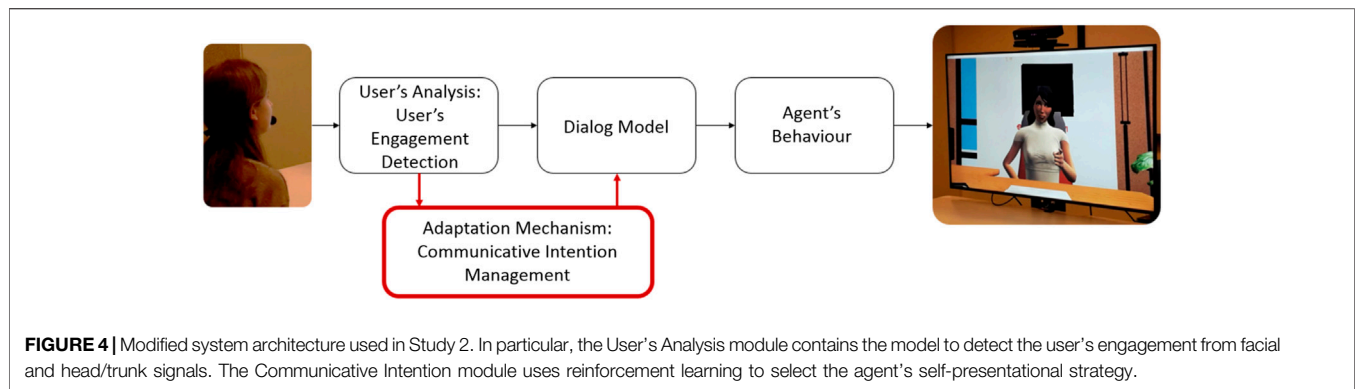 User's Analysis:
User's
Engagement
Detection
Dialog Model
Agent's
Behaviour
Adaptation Mechanism:
Communicative Intention
Management
FIGURE 4 | Modified system architecture used in Study 2. In particular, the User's Analysis module contains the model to detect the user's engagement from facial
and head/trunk signals. The Communicative Intention module uses reinforcement learning to select the agent's self-presentational strategy.